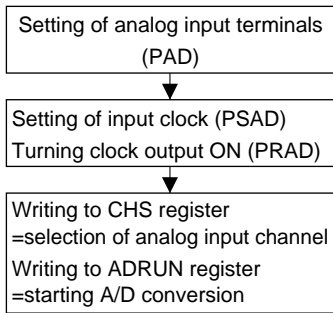 Setting of analog input terminals
(PAD)
Setting of input clock (PSAD)
Turning clock output ON (PRAD)
Writing to CHS register
=selection of analog input channel
Writing to ADRUN register
=starting A/D conversion